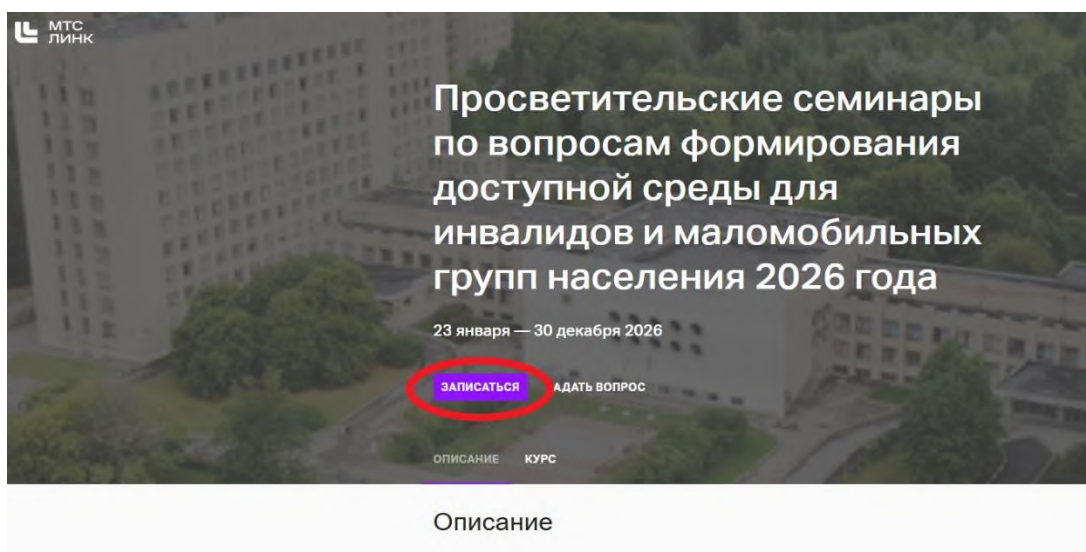 МТС
ЛИНК
Просветительские семинары
по вопросам формирования
доступной среды для
инвалидов и маломобильных
групп населения 2026 года
23 января — 30 декабря 2026
ЗАПИСАТЬСЯ АДАТЬ ВОПРОС
ОПИСАНИЕ КУРС
Описание